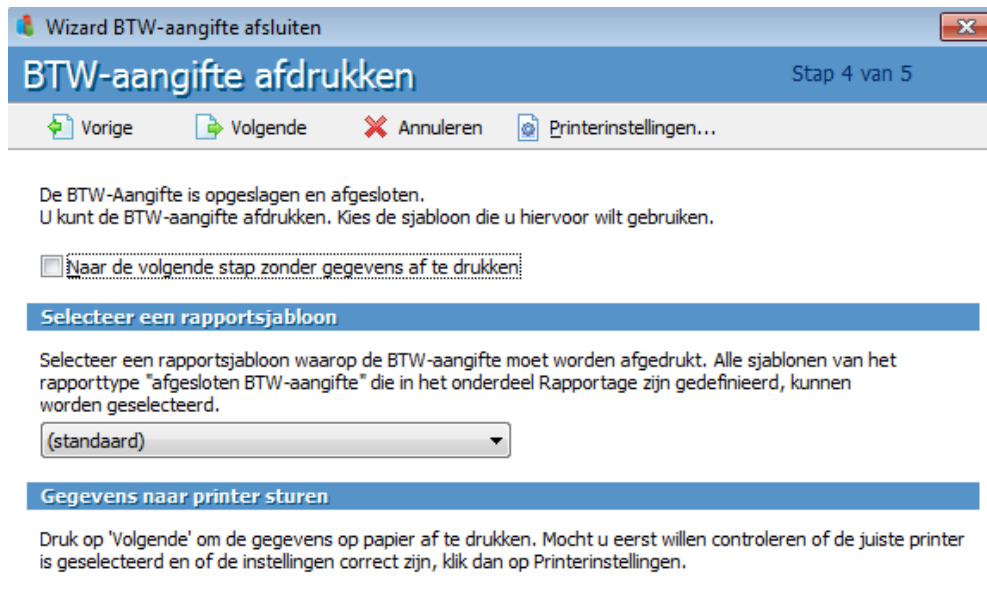 Wizard BTW-aangifte afsluiten
BTW-aangifte afdrukken Stap 4 van 5
Vorige Volgende Annuleren Printerinstellingen...
De BTW-Aangifte is opgeslagen en afgesloten.
U kunt de BTW-aangifte afdrukken. Kies de sjabloon die u hiervoor wilt gebruiken.
Naar de volgende stap zonder gegevens af te drukken
Selecteer een rapportsjabloon
Selecteer een rapportsjabloon waarop de BTW-aangifte moet worden afgedrukt. Alle sjablonen van het
rapporttype "afgesloten BTW-aangifte" die in het onderdeel Rapportage zijn gedefinieerd, kunnen
worden geselecteerd.
(standaard)
Gegevens naar printer sturen
Druk op 'Volgende' om de gegevens op papier af te drukken. Mocht u eerst willen controleren of de juiste printer
is geselecteerd en of de instellingen correct zijn, klik dan op Printerinstellingen.